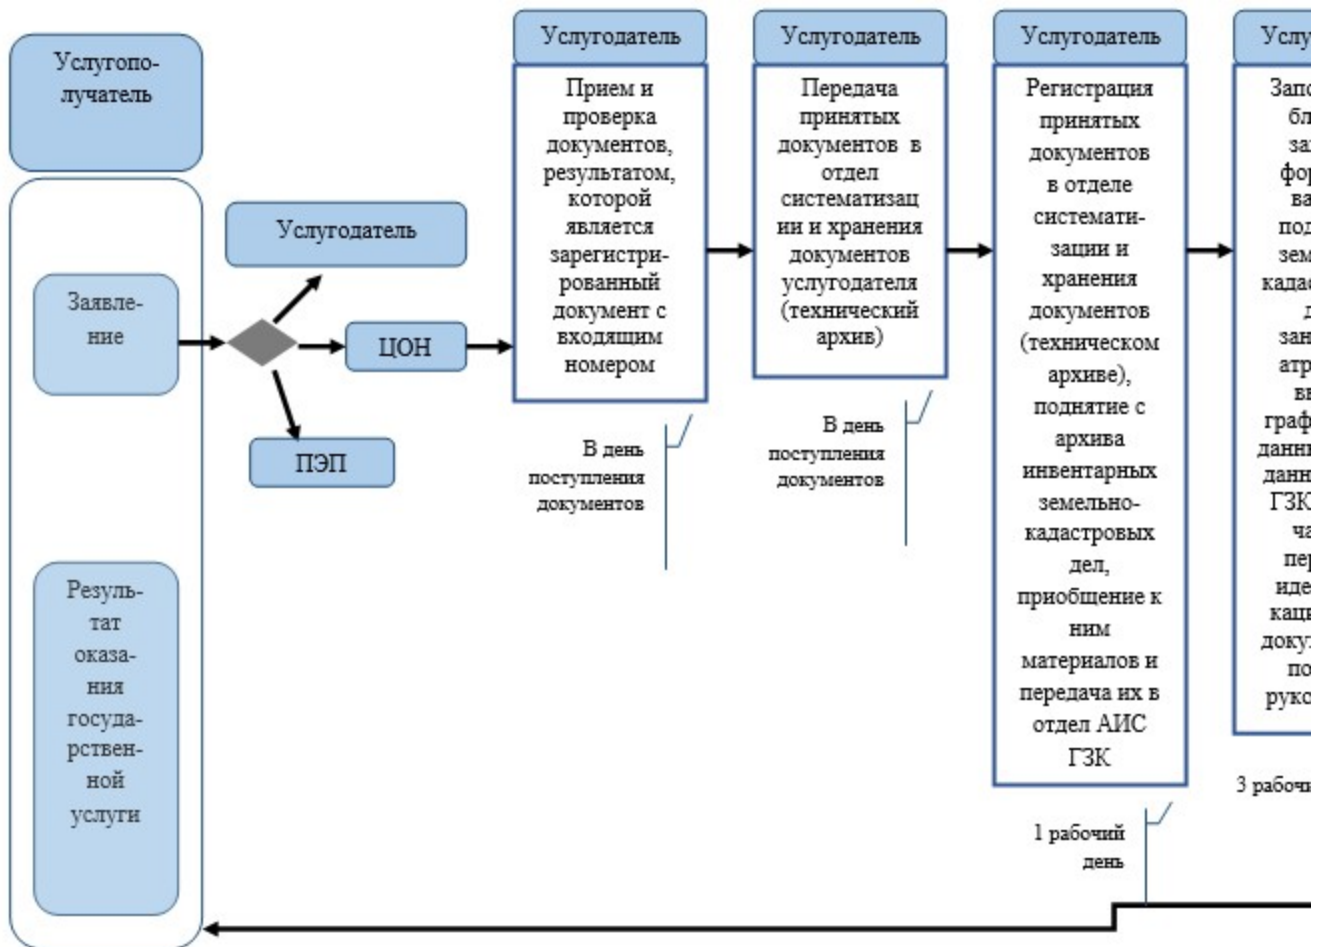 Услугопо-
лучатель
Заявле-
ние
Резуль-
тат
оказа-
ния
госуда-
рствен-
ной
услуги
Услугодатель
ЦОН
ПЭП
Услугодатель
Прием и
проверка
документов,
результатом,
которой
является
зарегистри-
рованный
документ с
входящим
номером
В день
поступления
документов
Услугодатель
Передача
принятых
документов в
отдел
систематизац
ии и хранения
документов
услугодателя
(технический
архив)
В день
поступления
документов
Услугодатель
Регистрация
принятых
документов
в отделе
системати-
зации и
хранения
документов
(техническом
архиве),
поднятие с
архива
инвентарных
земельно-
кадастровых
дел,
приобщение к
ним
материалов и
передача их в
отдел АИС
ГЗК
1 рабочий
день
ГЗК
3